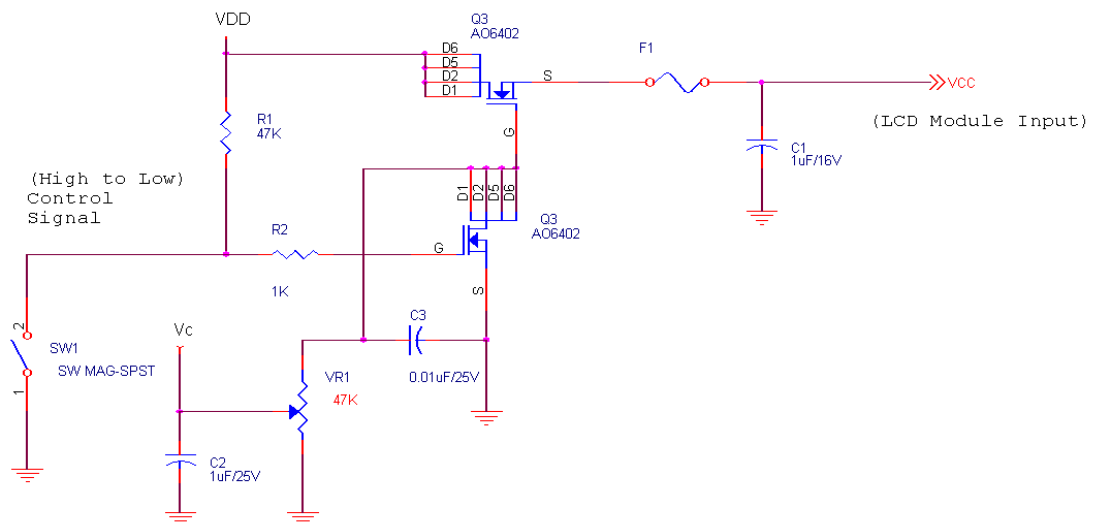 VDD
Q3
AO6402
D6
D5
D2
D1
S
G
F1
VCC
(LCD Module Input)
R1
47K
C1
1uF/16V
(High to Low)
Control
Signal
D1
D2
D5
D6
Q3
AO6402
R2
1K
G
S
2
SW1
SW MAG-SPST
1
Vc
C3
0.01uF/25V
VR1
47K
C2
1uF/25V